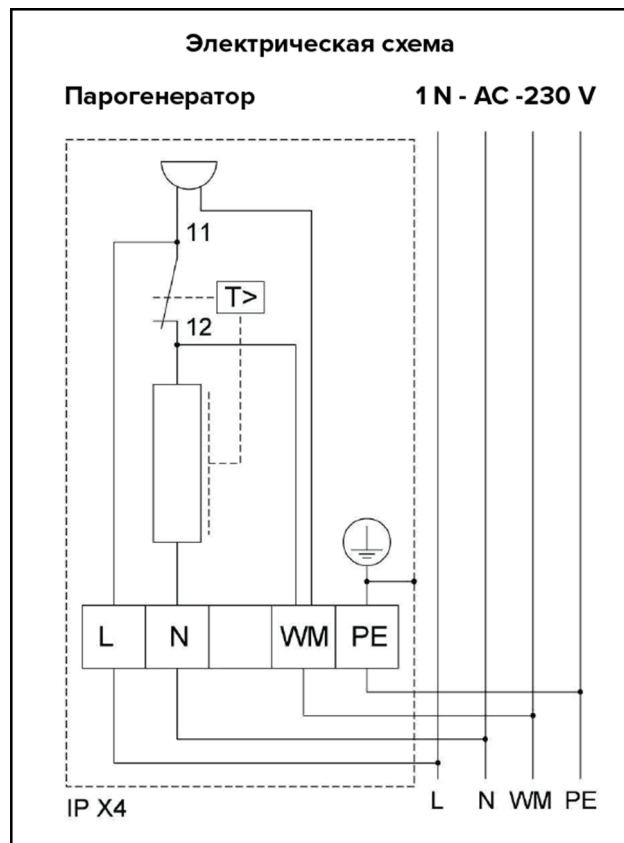 Электрическая схема
Парогенератор 1 N - AC -230 V
11
T>
12
L N WM PE
L N WM PE
IP X4